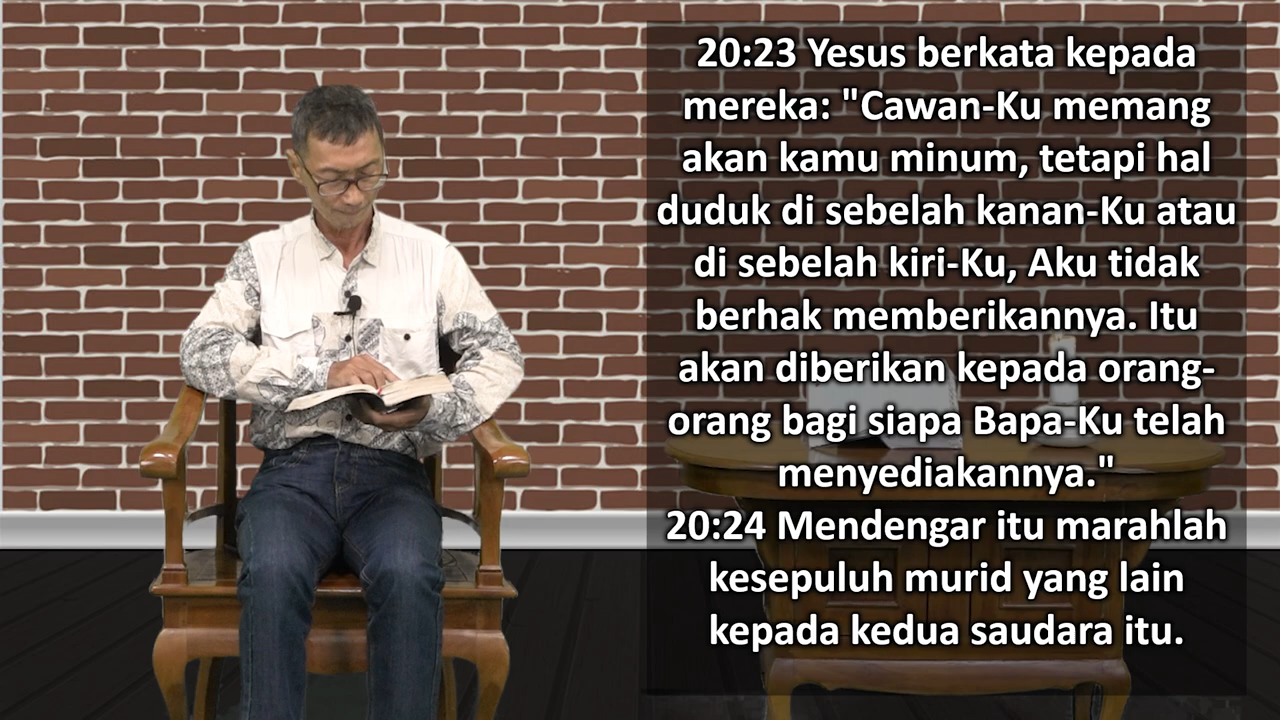 20:23 Yesus berkata kepada
mereka: "Cawan-Ku memang
akan kamu minum, tetapi hal
duduk di sebelah kanan-Ku atau
di sebelah kiri-Ku, Aku tidak
berhak memberikannya. Itu
akan diberikan kepada orang-
orang bagi siapa Bapa-Ku telah
menyediakannya."
20:24 Mendengar itu marahlah
kesepuluh murid yang lain
kepada kedua saudara itu.